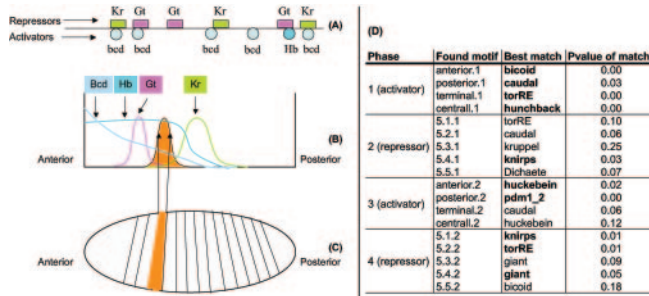 Kr Gt Gt Kr Gt Kr
Repressors
(A)
Activators
bcd bcd bcd bcd Hb bcd
Bcd Hb Gt Kr
(B)
Anterior Posterior
(C)
Anterior Posterior
(D)
Phase Found motif Best match Pvalue of match
1 (activator)
anterior.1 bicoid 0.00
posterior.1 caudal 0.03
terminal.1 torRE 0.00
centrall.1 hunchback 0.00
2 (repressor)
5.1.1 torRE 0.10
5.2.1 caudal 0.06
5.3.1 kruppel 0.25
5.4.1 knirps 0.03
5.5.1 Dichaete 0.07
3 (activator)
anterior.2 huckebein 0.02
posterior.2 pdm1_2 0.00
terminal.2 caudal 0.06
centrall.2 huckebein 0.12
4 (repressor)
5.1.2 knirps 0.01
5.2.2 torRE 0.01
5.3.2 giant 0.09
5.4.2 giant 0.05
5.5.2 bicoid 0.18